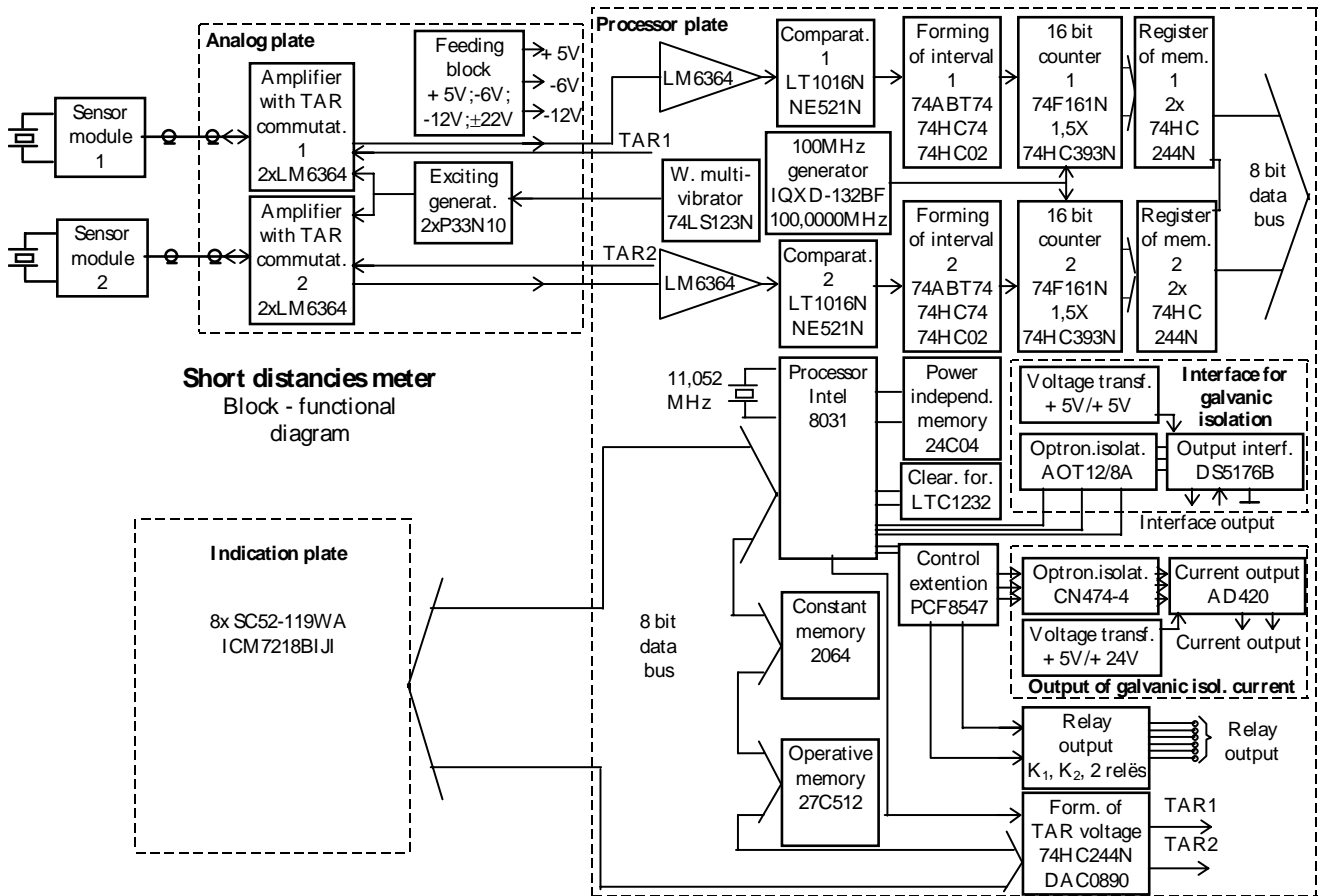 Analog plate
Sensor
module
1
Amplifier
with TAR
commutat.
1
2xLM6364
Feeding
block
+ 5V;-6V;
-12V;±22V
+ 5V
-6V
-12V
TAR1
Exciting
generat.
2xP33N10
Sensor
module
2
Amplifier
with TAR
commutat.
2
2xLM6364
TAR2
Processor plate
LM6364
Comparat.
1
LT1016N
NE521N
Forming
of interval
1
74ABT74
74HC74
74HC02
16 bit
counter
1
74F161N
1,5X
74HC393N
Register
of mem.
1
2x
74HC
244N
W. multi-
vibrator
74LS123N
100MHz
generator
IQXD-132BF
100,0000MHz
8 bit
data
bus
LM6364
Comparat.
2
LT1016N
NE521N
Forming
of interval
2
74ABT74
74HC74
74HC02
16 bit
counter
2
74F161N
1,5X
74HC393N
Register
of mem.
2
2x
74HC
244N
Short distancies meter
Block - functional
diagram
11,052
MHz
Processor
Intel
8031
Power
independ.
memory
24C04
Clear. for.
LTC1232
Voltage transf.
+ 5V/+ 5V
Interface for
galvanic
isolation
Optron.isolat.
AOT12/8A
Output interf.
DS5176B
Interface output
Control
extention
PCF8547
Optron.isolat.
CN474-4
Current output
AD420
Voltage transf.
+ 5V/+ 24V
Current output
Output of galvanic isol. current
Indication plate
8x SC52-119WA
ICM7218BIJI
8 bit
data
bus
Constant
memory
2064
Operative
memory
27C512
Relay
output
K1, K2, 2 relës
Relay
output
Form. of
TAR voltage
74HC244N
DAC0890
TAR1
TAR2